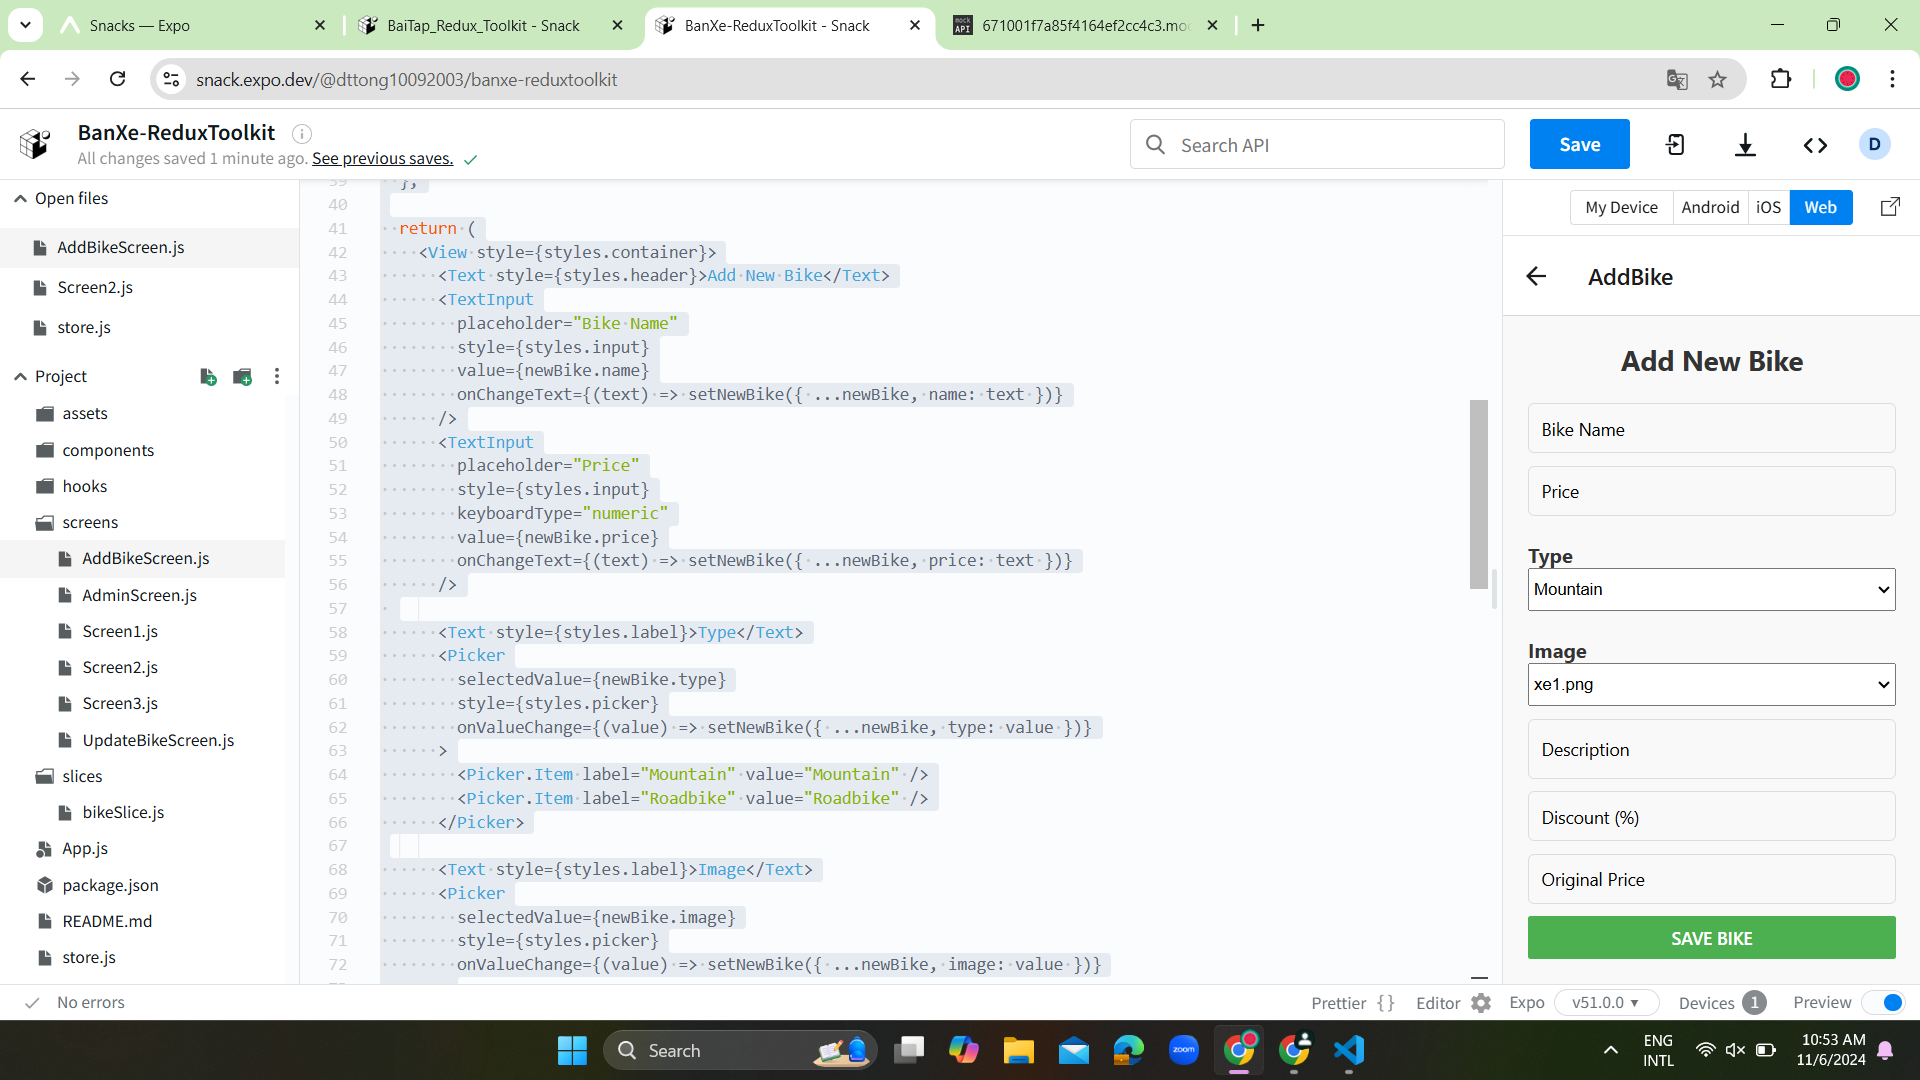 Snacks — Expo
BaiTap_Redux_Toolkit - Snack
BanXe-ReduxToolkit - Snack
671001f7a85f4164ef2cc4c3.mo
snack.expo.dev/@dttong10092003/banxe-reduxtoolkit
BanXe-ReduxToolkit
All changes saved 1 minute ago. See previous saves.
Search API
Save
D
Open files
AddBikeScreen.js
Screen2.js
store.js
Project
assets
components
hooks
screens
AddBikeScreen.js
AdminScreen.js
Screen1.js
Screen2.js
Screen3.js
UpdateBikeScreen.js
slices
bikeSlice.js
App.js
package.json
README.md
store.js
39 };
40
41 return (
42 <View style={styles.container}>
43 <Text style={styles.header}>Add New Bike</Text>
44 <TextInput
45 placeholder="Bike Name"
46 style={styles.input}
47 value={newBike.name}
48 onChangeText={(text) => setNewBike({ ...newBike, name: text })}
49 />
50 <TextInput
51 placeholder="Price"
52 style={styles.input}
53 keyboardType="numeric"
54 value={newBike.price}
55 onChangeText={(text) => setNewBike({ ...newBike, price: text })}
56 />
57
58 <Text style={styles.label}>Type</Text>
59 <Picker
60 selectedValue={newBike.type}
61 style={styles.picker}
62 onValueChange={(value) => setNewBike({ ...newBike, type: value })}
63 >
64 <Picker.Item label="Mountain" value="Mountain" />
65 <Picker.Item label="Roadbike" value="Roadbike" />
66 </Picker>
67
68 <Text style={styles.label}>Image</Text>
69 <Picker
70 selectedValue={newBike.image}
71 style={styles.picker}
72 onValueChange={(value) => setNewBike({ ...newBike, image: value })}
My Device
Android
iOS
Web
AddBike
Add New Bike
Bike Name
Price
Type
Mountain
Image
xe1.png
Description
Discount (%)
Original Price
SAVE BIKE
No errors
Prettier { }
Editor
Expo
v51.0.0
Devices 1
Preview
Search
zoom
ENG
INTL
10:53 AM
11/6/2024